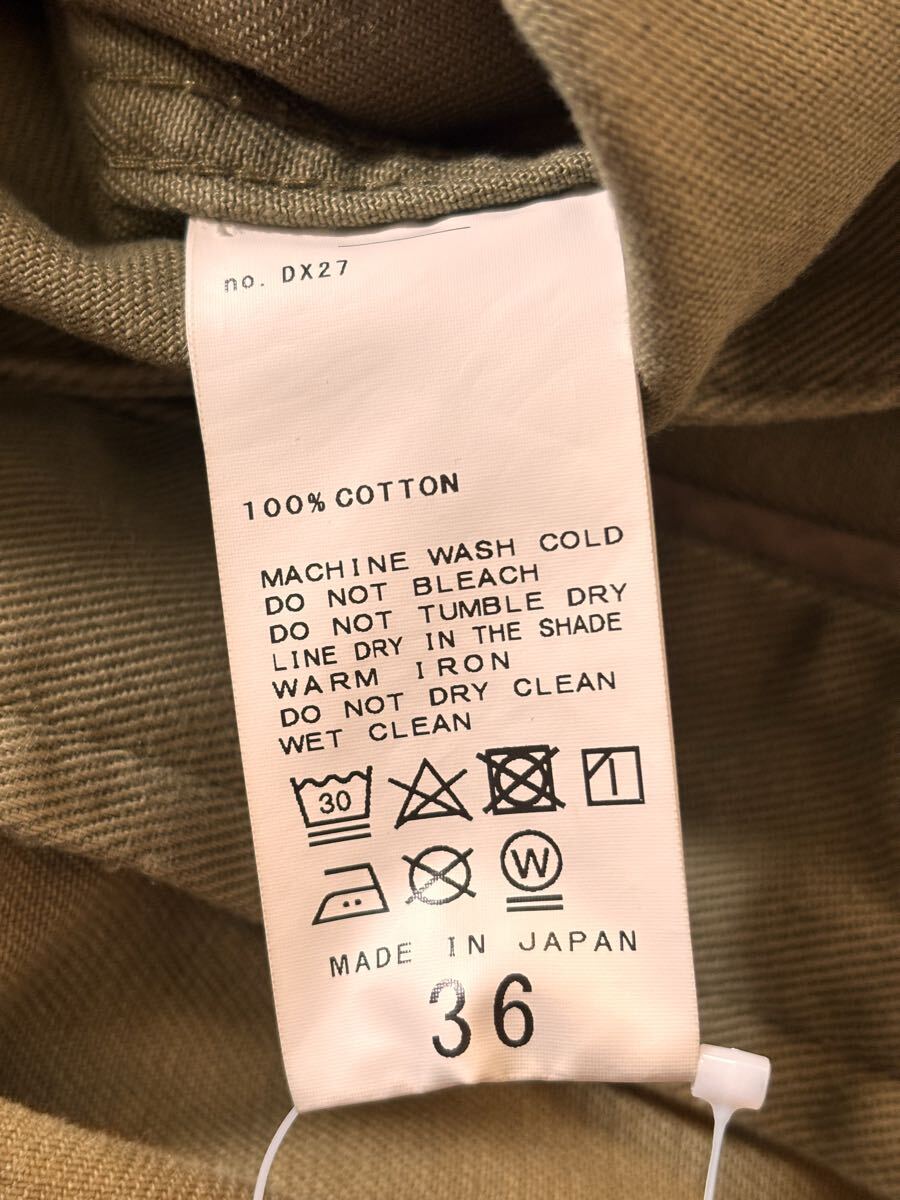 no. DX27
100% COTTON
MACHINE WASH COLD
DO NOT BLEACH
DO NOT TUMBLE DRY
LINE DRY IN THE SHADE
WARM IRON
DO NOT DRY CLEAN
WET CLEAN
30
W
MADE IN JAPAN
36